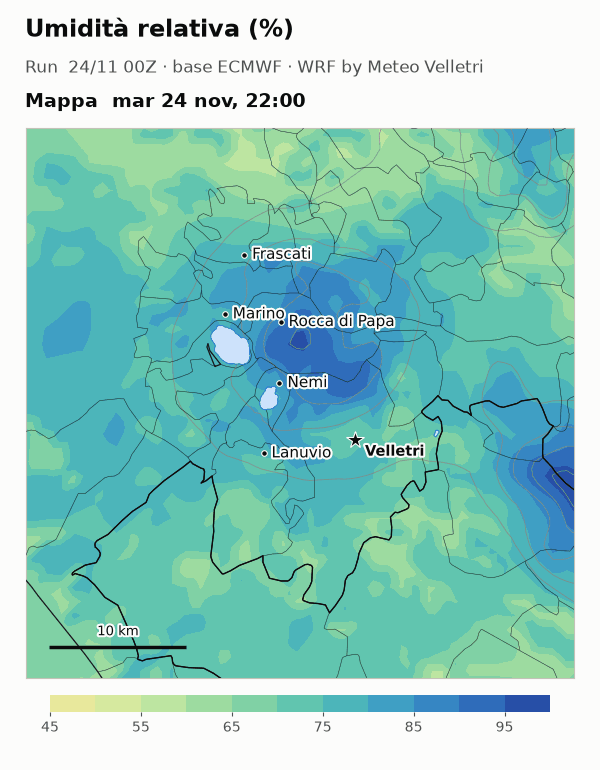 Umidità relativa (%)
Run  24/11 00Z · base ECMWF · WRF by Meteo Velletri
Mappa  mar 24 nov, 22:00
Frascati
Marino
Rocca di Papa
Nemi
Velletri
Lanuvio
10 km
45 55 65 75 85 95